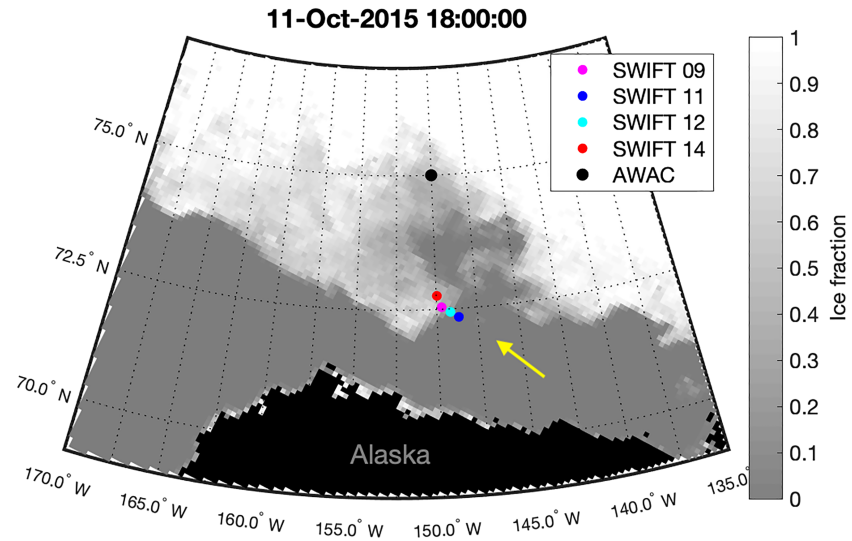 11-Oct-2015 18:00:00
SWIFT 09
SWIFT 11
SWIFT 12
SWIFT 14
AWAC
75.0° N
72.5° N
70.0° N
170.0° W
165.0° W
160.0° W
155.0° W
150.0° W
145.0° W
140.0° W
135.0
Alaska
1
0.9
0.8
0.7
0.6
0.5
0.4
0.3
0.2
0.1
0
Ice fraction